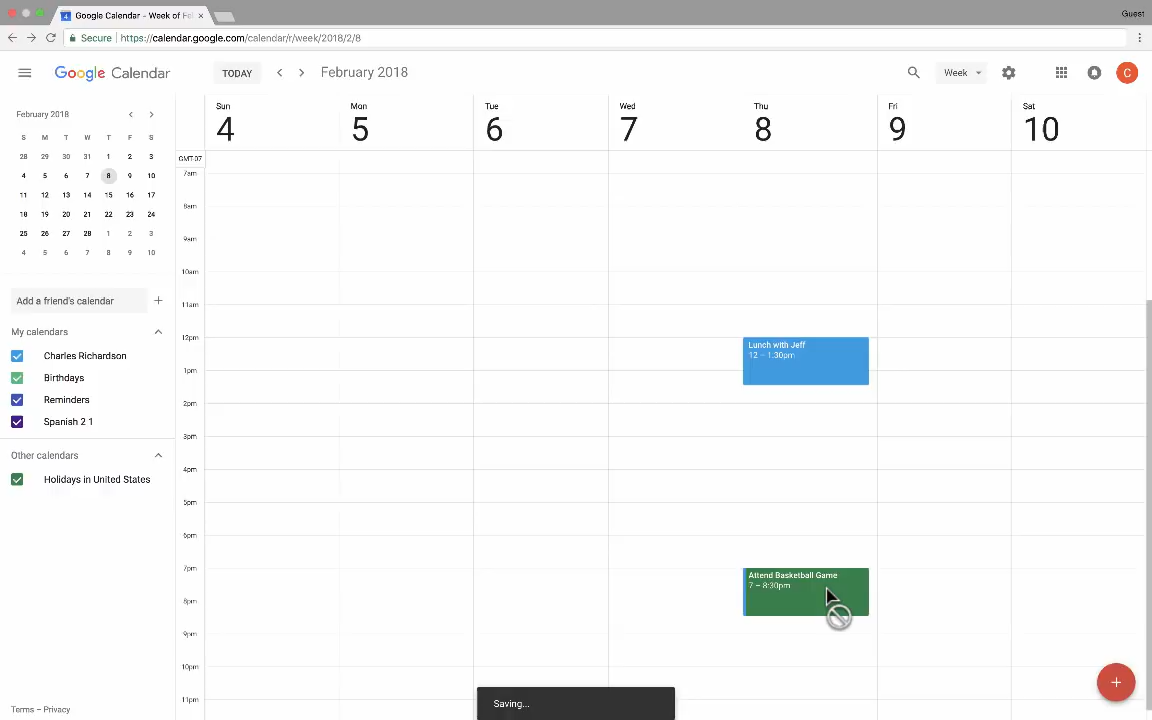 Google Calendar - Week of Fe
Guest
Secure
https://calendar.google.com/calendar/r/week/2018/2/8
Google Calendar
TODAY
February 2018
Week
C
February 2018
S M T W T F S
28 29 30 31 1 2 3
4 5 6 7 8 9 10
11 12 13 14 15 16 17
18 19 20 21 22 23 24
25 26 27 28 1 2 3
4 5 6 7 8 9 10
Add a friend's calendar
My calendars
Charles Richardson
Birthdays
Reminders
Spanish 2 1
Other calendars
Holidays in United States
Terms – Privacy
Sun Mon Tue Wed Thu Fri Sat
4 5 6 7 8 9 10
GMT-07
7am
8am
9am
10am
11am
12pm
1pm
2pm
3pm
4pm
5pm
6pm
7pm
8pm
9pm
10pm
11pm
Lunch with Jeff
12 – 1:30pm
Attend Basketball Game
7 – 8:30pm
Saving...